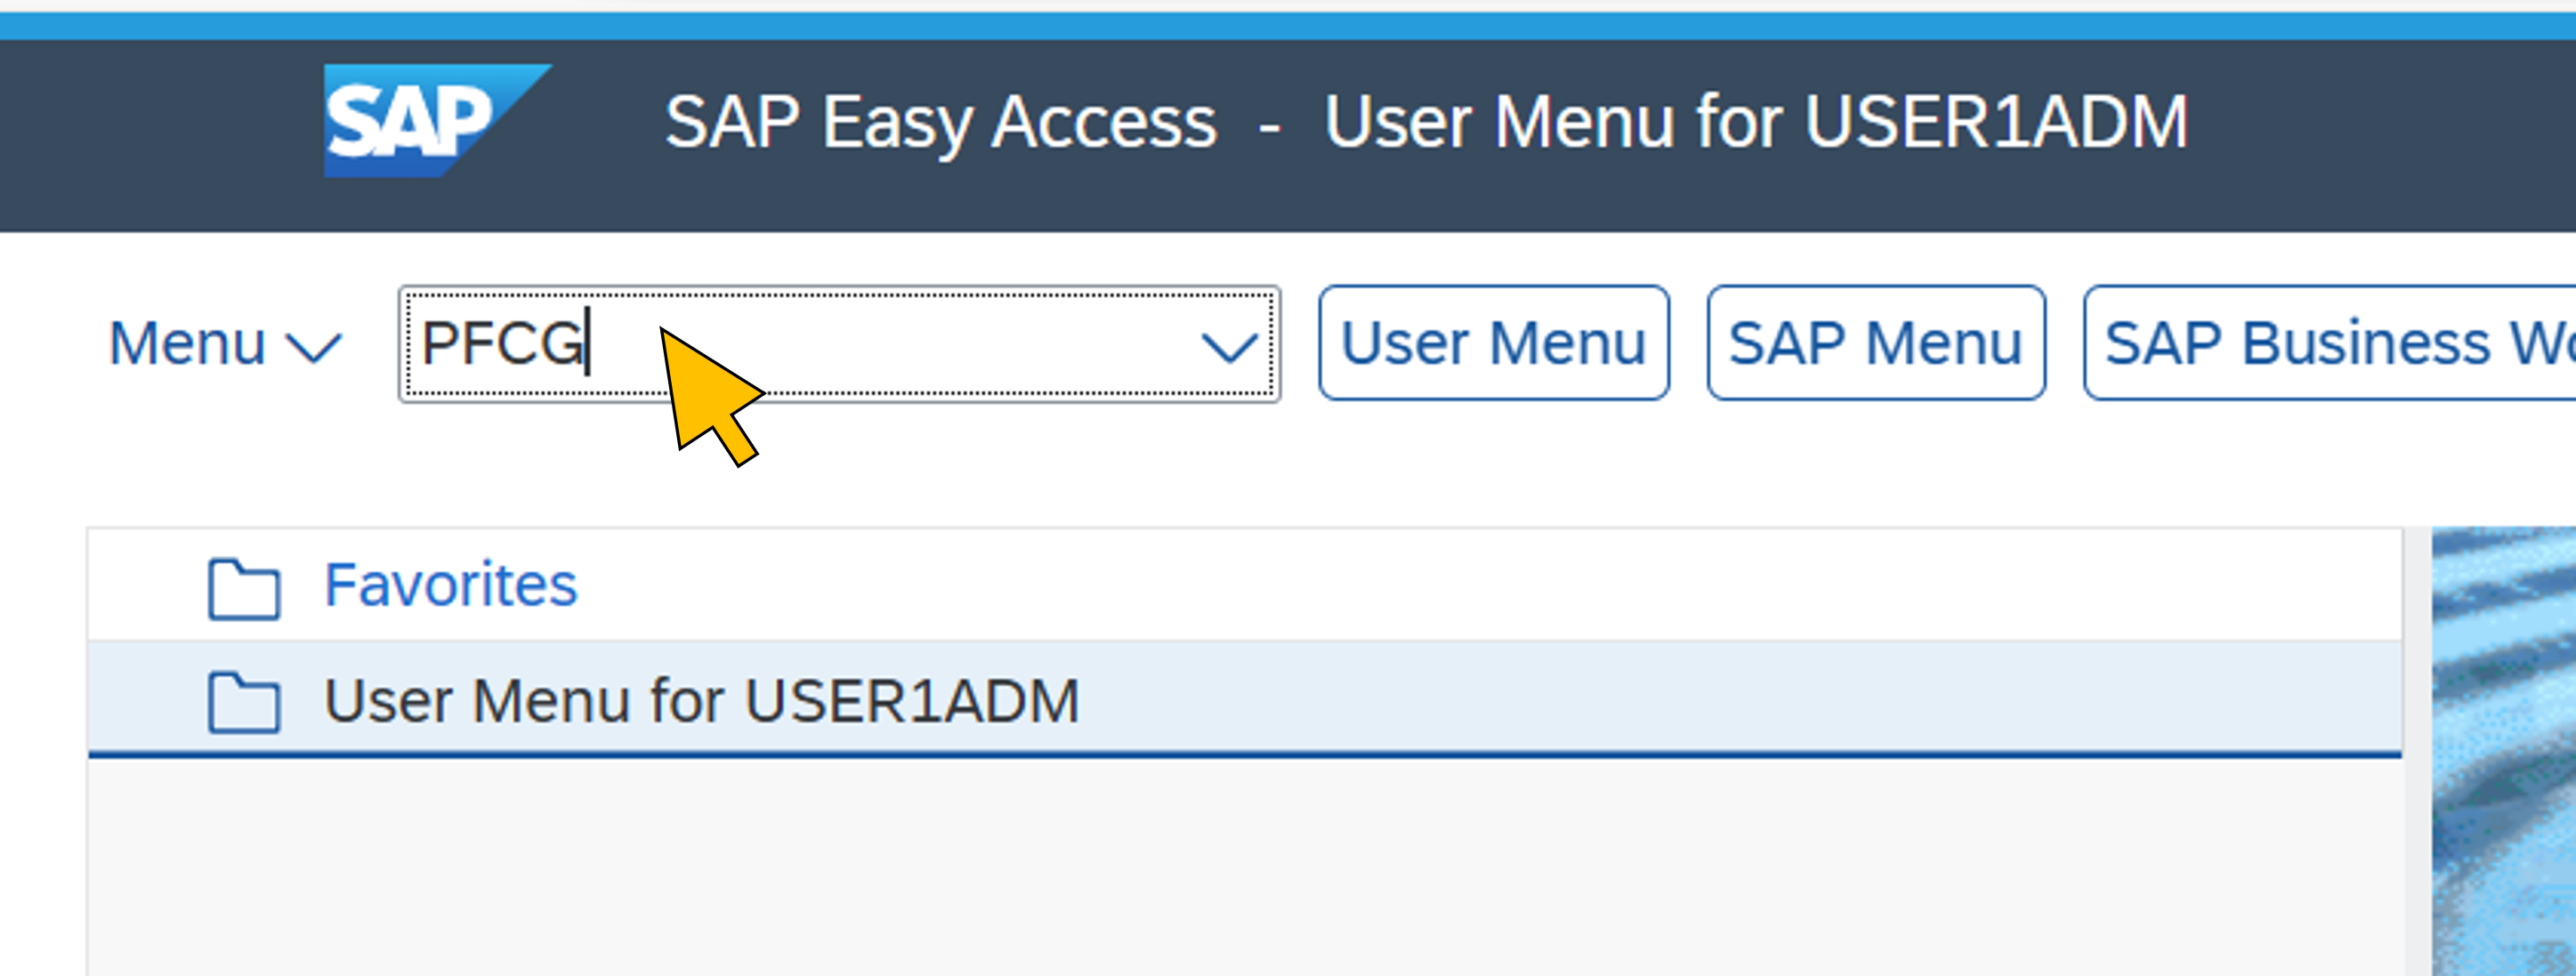 SAP SAP Easy Access - User Menu for USER1ADM
Menu PFCG User Menu SAP Menu SAP Business
Favorites
User Menu for USER1ADM